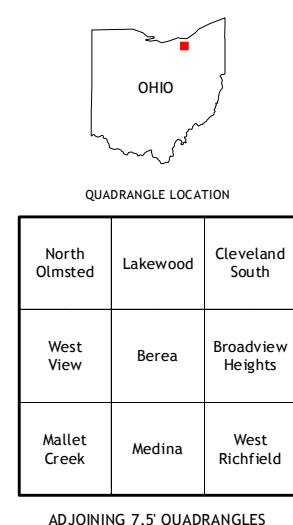 OHIO
QUADRANGLE LOCATION
North Olmsted
Lakewood
Cleveland South
West View
Berea
Broadview Heights
Mallet Creek
Medina
West Richfield
ADJOINING 7.5' QUADRANGLES